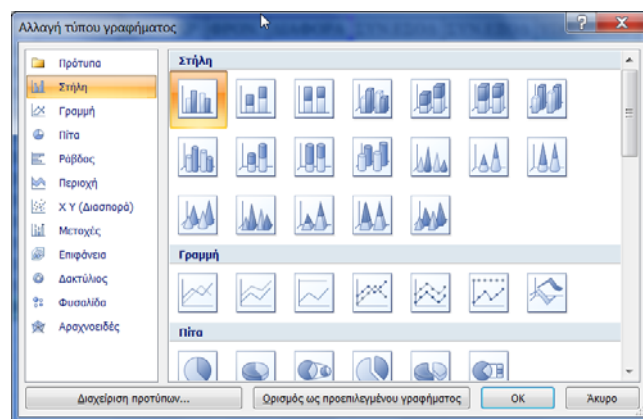 Αλλαγή τύπου γραφήματος
Πρότυπα
Στήλη
Γραμμή
Πίτα
Ράβδος
Περιοχή
X Y (Διασπορά)
Μετοχές
Επιφάνεια
Δακτύλιος
Φυσαλίδα
Αραχνοειδές
Στήλη
Γραμμή
Πίτα
Διαχείριση προτύπων...
Ορισμός ως προεπιλεγμένου γραφήματος
OK
Άκυρο